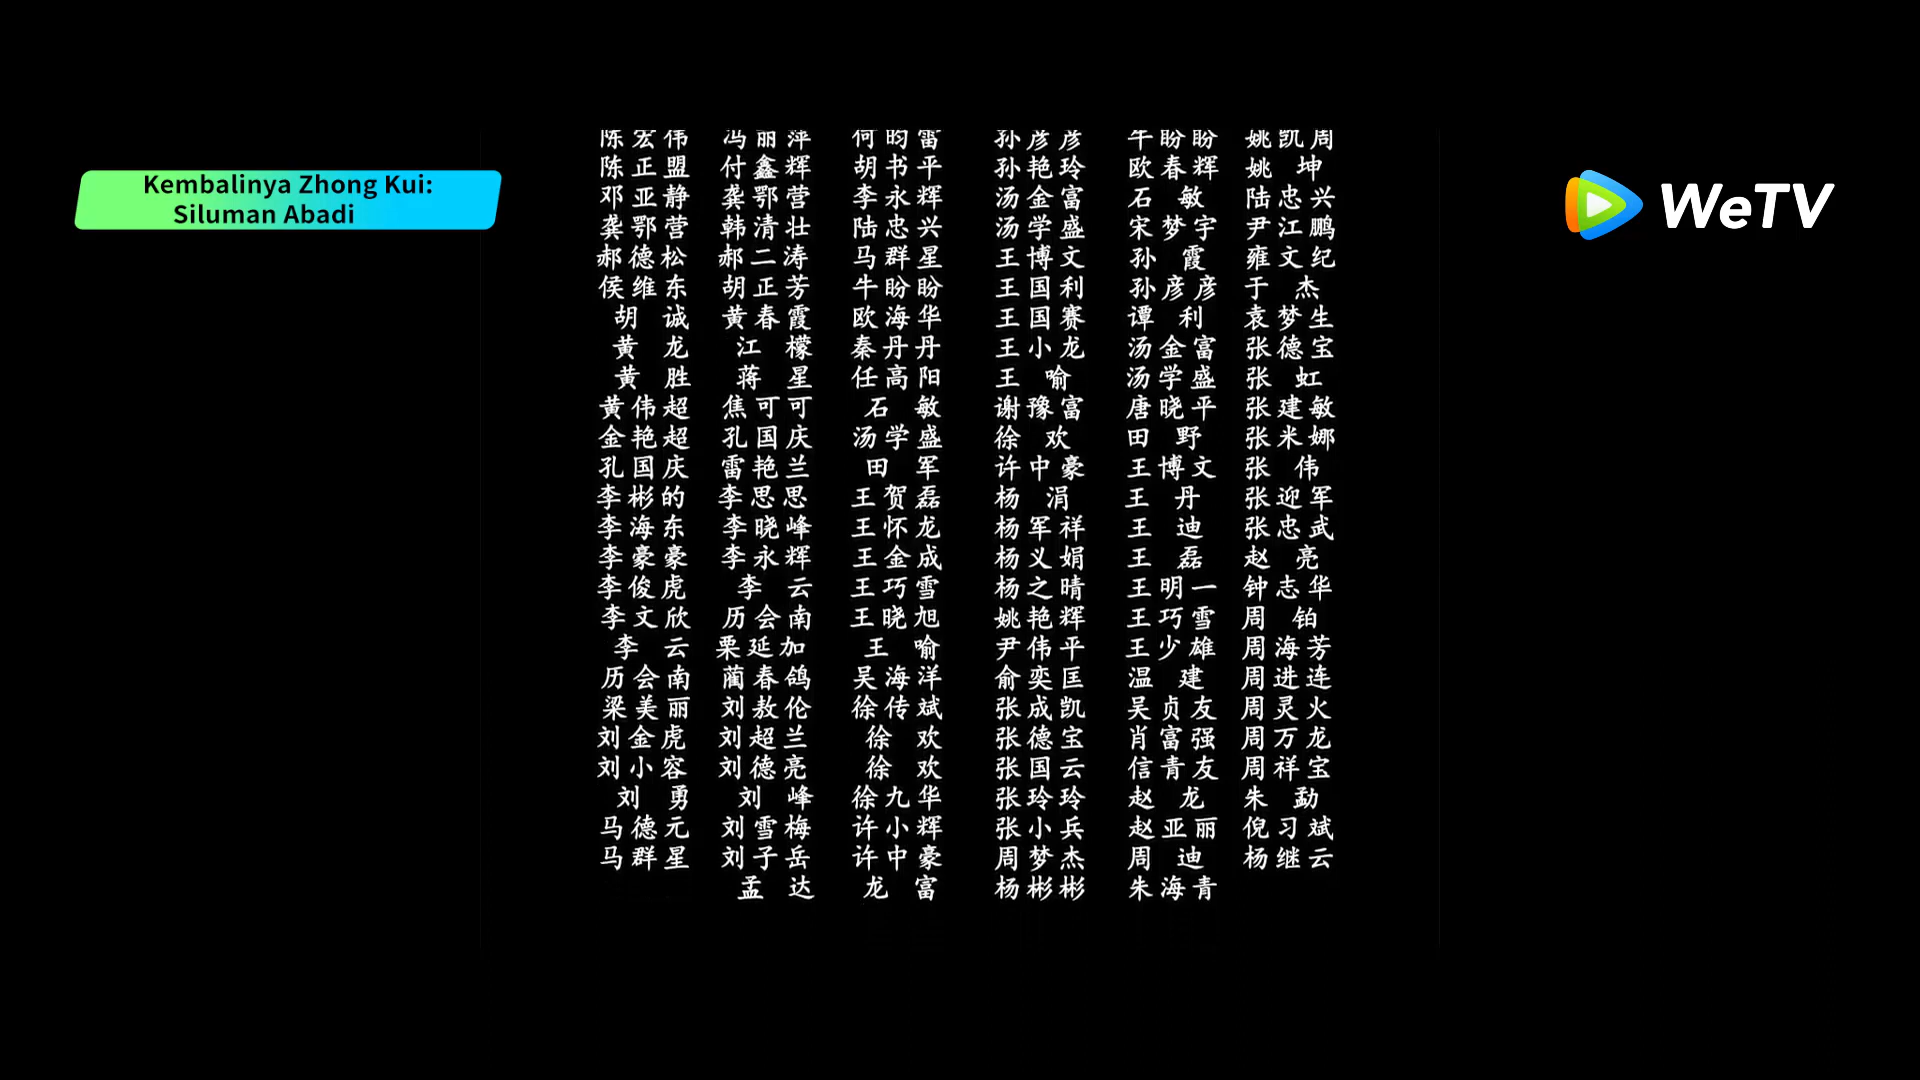 Kembalinya Zhong Kui:
Siluman Abadi
WeTV
陈宏伟 冯丽萍 何昀雷 孙彦彦 牛盼盼 姚凯周
陈正盟 付鑫辉 胡书平 孙艳玲 欧春辉 姚坤
邓亚静 龚鄂营 李永辉 汤金富 石敏 陆忠兴
龚鄂营 韩清壮 陆忠兴 汤学盛 宋梦宇 尹江鹏
郝德松 郝二涛 马群星 王博文 孙霞 雍文纪
侯维东 胡正芳 牛盼盼 王国利 孙彦彦 于杰
胡诚 黄春霞 欧海华 王国赛 谭利 袁梦生
黄龙 江檬 秦丹丹 王小龙 汤金富 张德宝
黄胜 蒋星 任高阳 王喻 汤学盛 张虹
黄伟超 焦可可 石敏 谢豫富 唐晓平 张建敏
金艳超 孔国庆 汤学盛 徐欢 田野 张米娜
孔国庆 雷艳兰 田军 许中豪 王博文 张伟
李彬的 李思思 王贺磊 杨涓 王丹 张迎军
李海东 李晓峰 王怀龙 杨军祥 王迪 张忠武
李豪豪 李永辉 王金成 杨义娟 王磊 赵亮
李俊虎 李云 王巧雪 杨之晴 王明一 钟志华
李文欣 历会南 王晓旭 姚艳辉 王巧雪 周铂
李云 栗延加 王喻 尹伟平 王少雄 周海芳
历会南 蔺春鸽 吴海洋 俞奕匡 温建 周进连
梁美丽 刘敖伦 徐传斌 张成凯 吴贞友 周灵火
刘金虎 刘超兰 徐欢 张德宝 肖富强 周万龙
刘小容 刘德亮 徐欢 张国云 信青友 周祥宝
刘勇 刘峰 徐九华 张玲玲 赵龙 朱勐
马德元 刘雪梅 许小辉 张小兵 赵亚丽 倪习斌
马群星 刘子岳 许中豪 周梦杰 周迪 杨继云
孟达 龙富 杨彬彬 朱海青